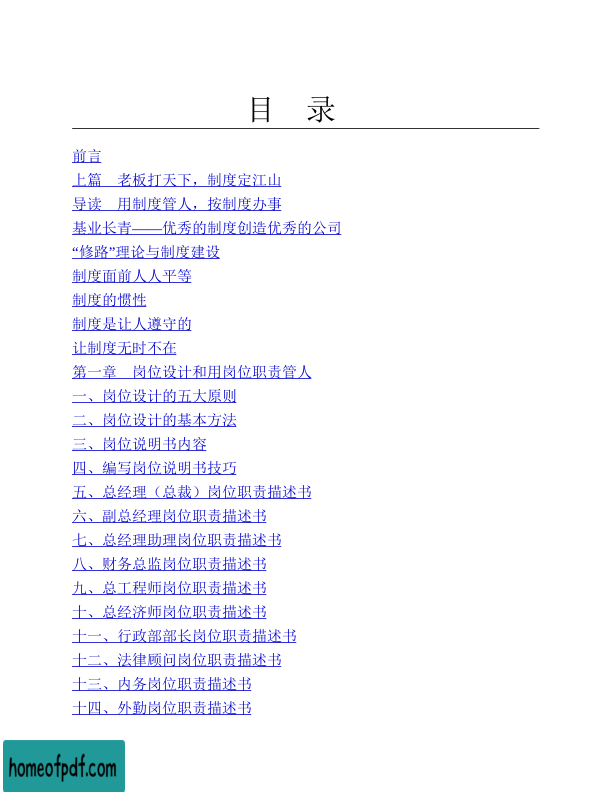 目　录
前言
上篇　老板打天下，制度定江山
导读　用制度管人，按制度办事
基业长青——优秀的制度创造优秀的公司
“修路”理论与制度建设
制度面前人人平等
制度的惯性
制度是让人遵守的
让制度无时不在
第一章　岗位设计和用岗位职责管人
一、岗位设计的五大原则
二、岗位设计的基本方法
三、岗位说明书内容
四、编写岗位说明书技巧
五、总经理（总裁）岗位职责描述书
六、副总经理岗位职责描述书
七、总经理助理岗位职责描述书
八、财务总监岗位职责描述书
九、总工程师岗位职责描述书
十、总经济师岗位职责描述书
十一、行政部部长岗位职责描述书
十二、法律顾问岗位职责描述书
十三、内务岗位职责描述书
十四、外勤岗位职责描述书
homeofpdf.com